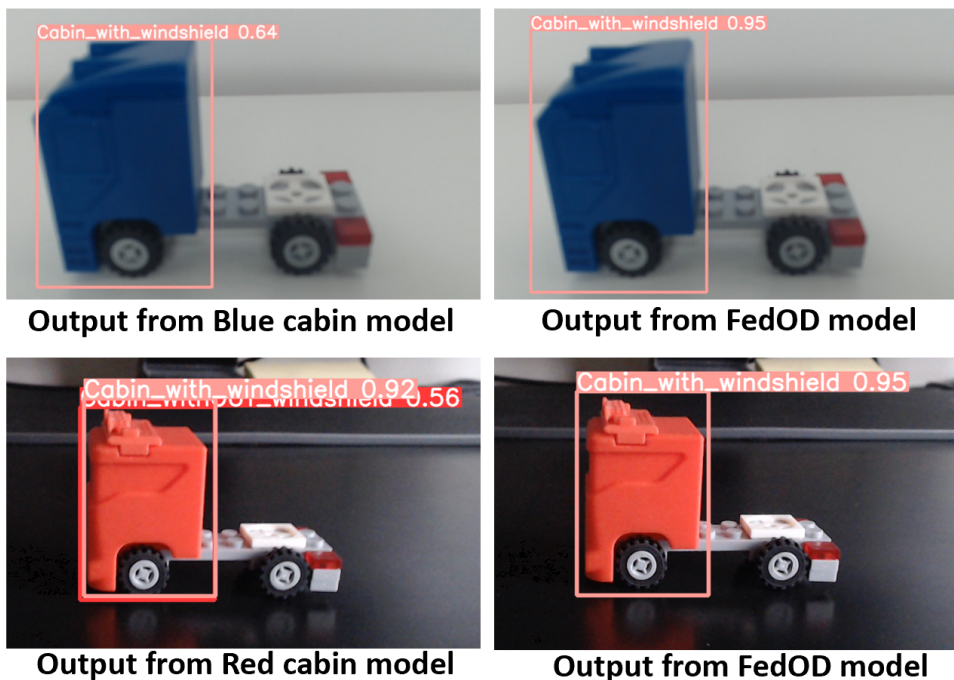 Cabin_with_windshield 0.64
Cabin_with_windshield 0.95
Output from Blue cabin model
Output from FedOD model
Cabin_with_windshield 0.92
Cabin_withOUT_windshield 0.56
Cabin_with_windshield 0.95
Output from Red cabin model
Output from FedOD model